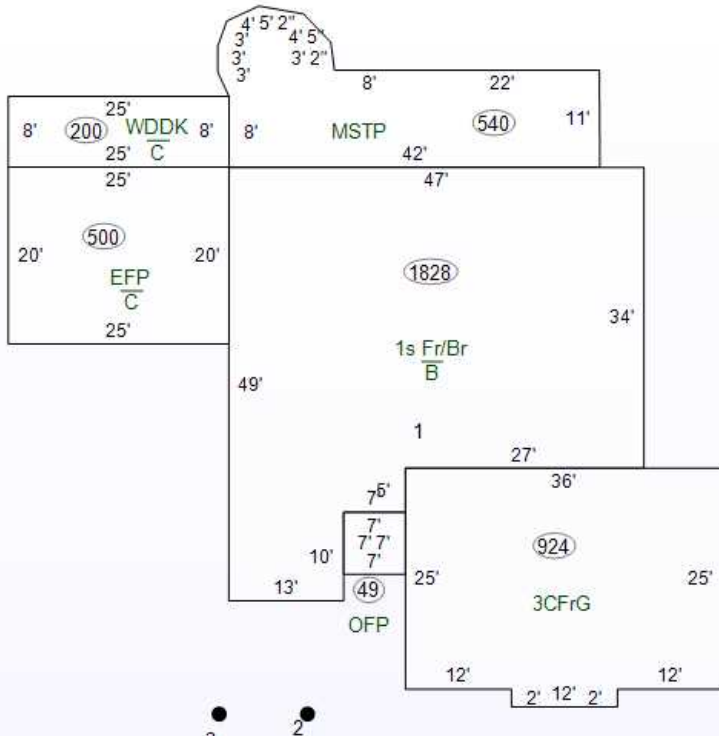 4' 5' 2"
3' 4' 5"
3' 3' 2"
3'
8' 22'
25'
8' 200 WDDK 8' 8' MSTP 540 11'
25' C 42'
25' 47'
500
20' 20' 1828
EFP
C 34'
25' 1s Fr/Br
B
49'
1
27'
36'
7' 5'
7'
7' 7' 924
10' 7'
13' 49 25' 25'
3CFrG
OFP
12' 12'
2' 12' 2'
2